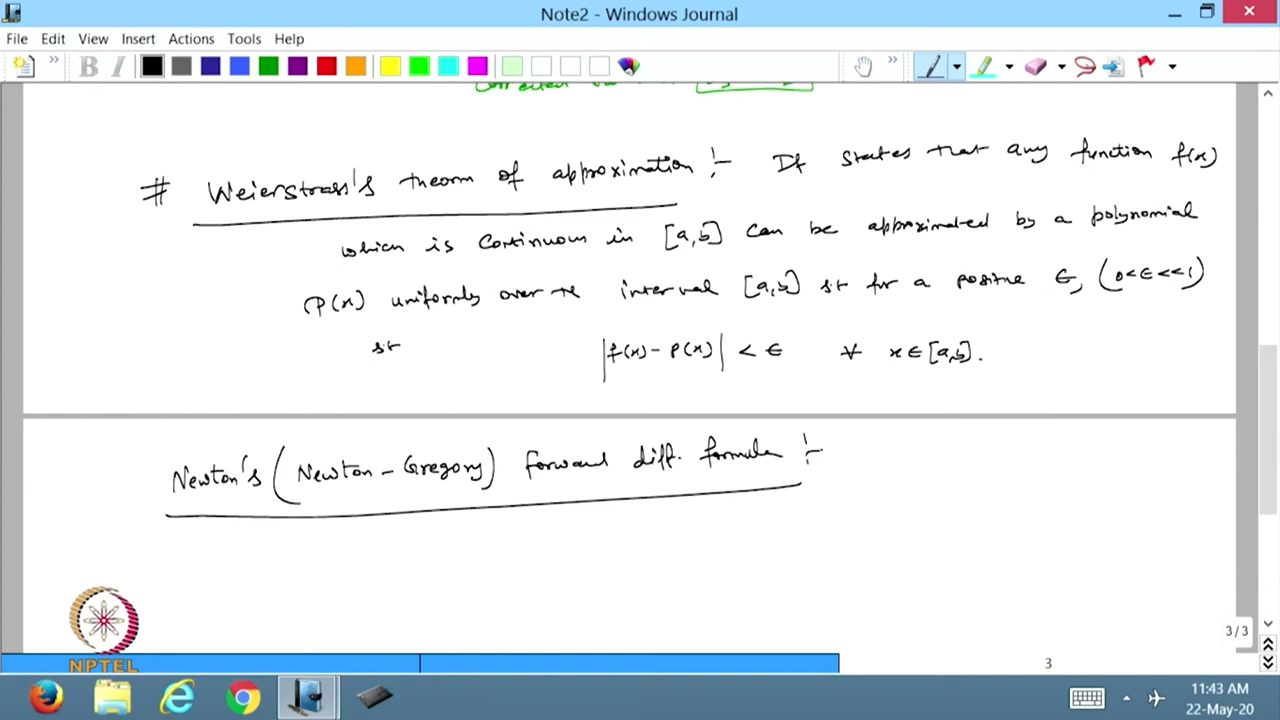 Note2 - Windows Journal
File Edit View Insert Actions Tools Help
# Weierstrass's theorm of approximation :- It states that any function f(x)
which is continuous in [a,b] can be approximated by a polynomial
P(x) uniformly over the interval [a,b] st for a positive ϵ, (0<ϵ<<1)
st |f(x) - P(x)| < ϵ ∀ x ∈ [a,b].
Newton's (Newton - Gregory) forward diff. formula :-
NPTEL
3 / 3
3
11:43 AM
22-May-20